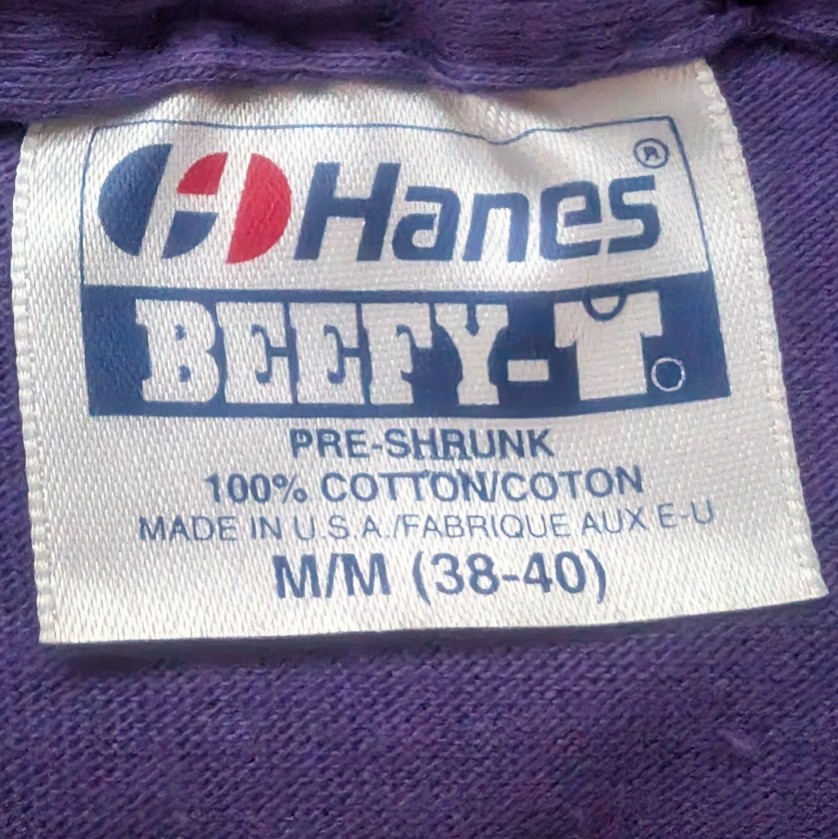 Hanes®
BEEFY-T
PRE-SHRUNK
100% COTTON/COTON
MADE IN U.S.A./FABRIQUE AUX E-U
M/M (38-40)